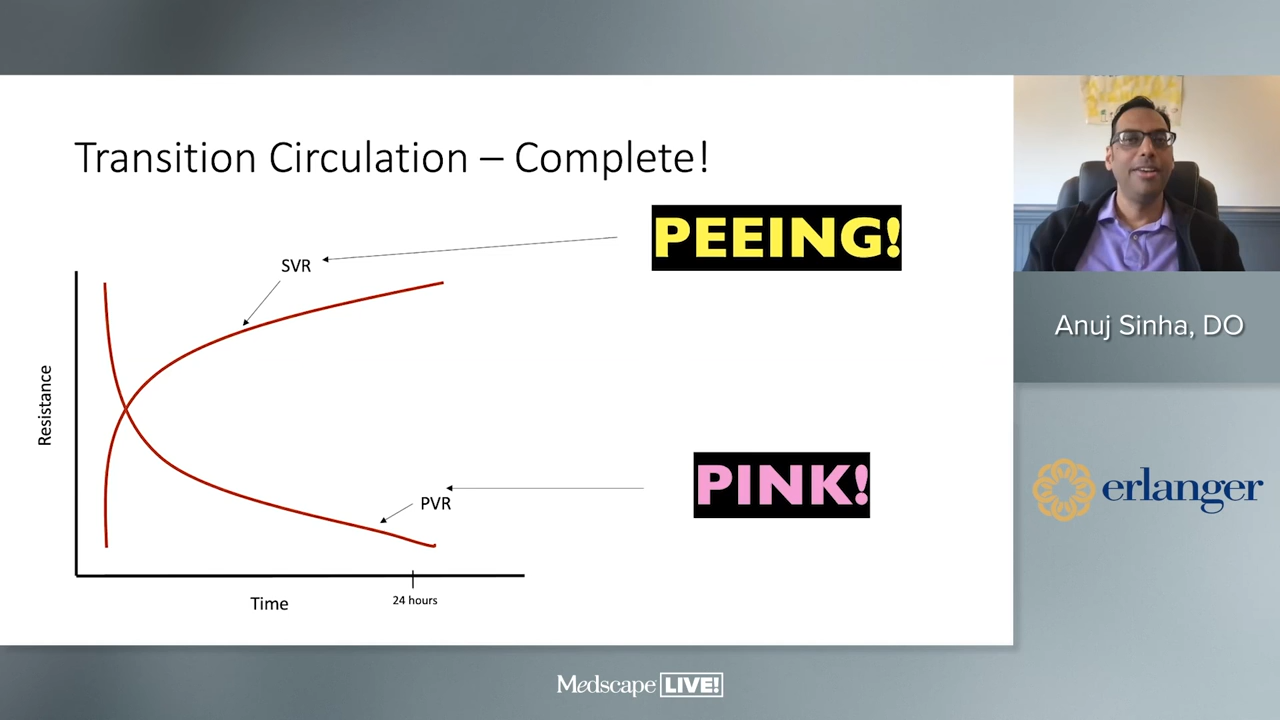 Transition Circulation – Complete!
PEEING!
SVR
Resistance
PINK!
PVR
24 hours
Time
Anuj Sinha, DO
erlanger
Medscape LIVE!